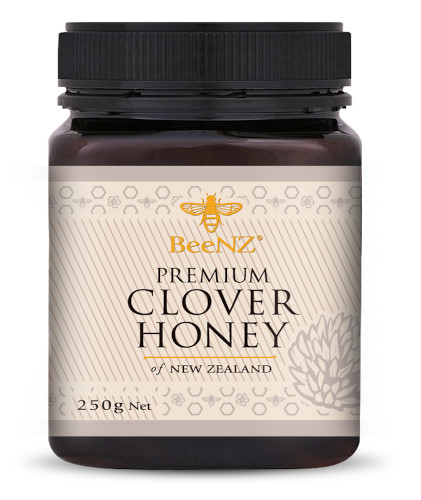 BeeNZ®
PREMIUM
CLOVER
HONEY
of NEW ZEALAND
250g Net